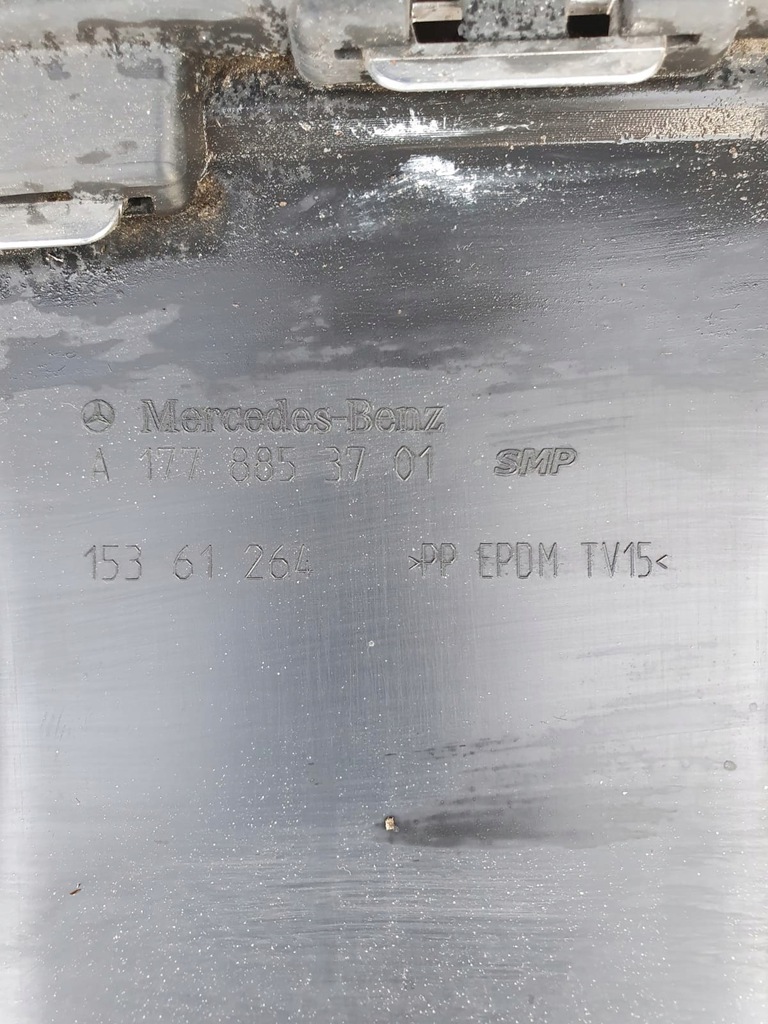 Mercedes-Benz
A 177 885 37 01 SMP
153 61 264 >PP EPDM TV15<